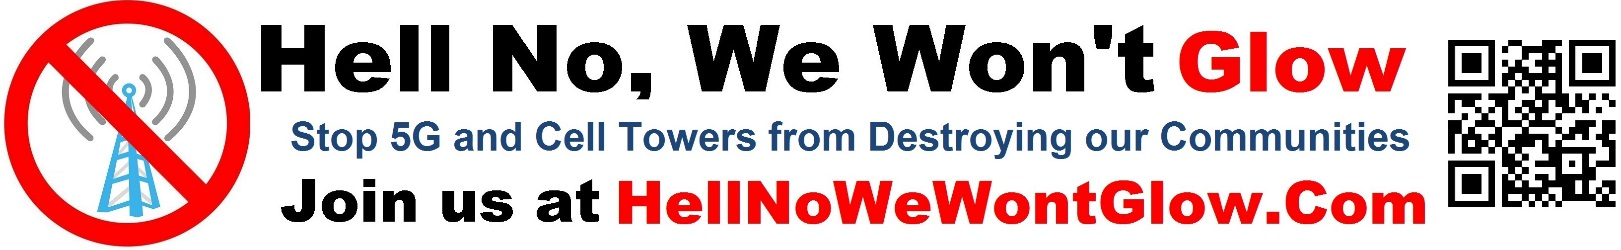 Hell No, We Won't Glow
Stop 5G and Cell Towers from Destroying our Communities
Join us at HellNoWeWontGlow.Com